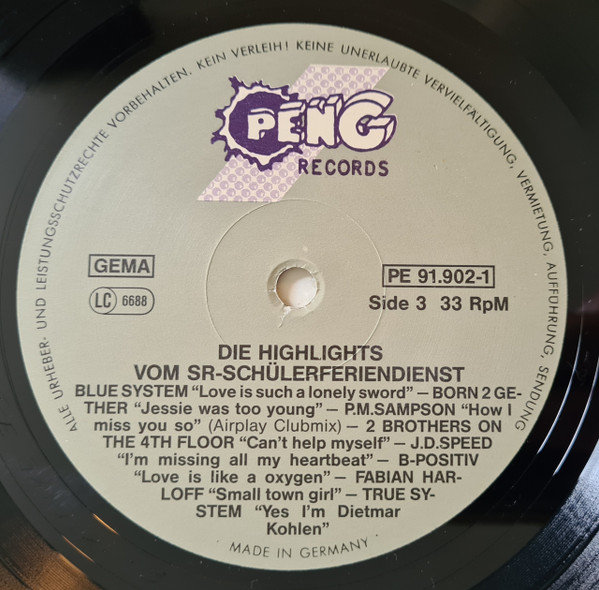 ALLE URHEBER- UND LEISTUNGSSCHUTZRECHTE VORBEHALTEN. KEIN VERLEIH! KEINE UNERLAUBTE VERVIELFÄLTIGUNG, VERMIETUNG, AUFFÜHRUNG, SENDUNG
PENG
RECORDS
GEMA
LC 6688
PE 91.902-1
Side 3 33 RpM
DIE HIGHLIGHTS
VOM SR-SCHÜLERFERIENDIENST
BLUE SYSTEM “Love is such a lonely sword” – BORN 2 GE-
THER “Jessie was too young” – P.M.SAMPSON “How I
miss you so” (Airplay Clubmix) – 2 BROTHERS ON
THE 4TH FLOOR “Can’t help myself” – J.D.SPEED
“I’m missing all my heartbeat” – B-POSITIV
“Love is like a oxygen” – FABIAN HAR-
LOFF “Small town girl” – TRUE SY-
STEM “Yes I’m Dietmar
Kohlen”
MADE IN GERMANY